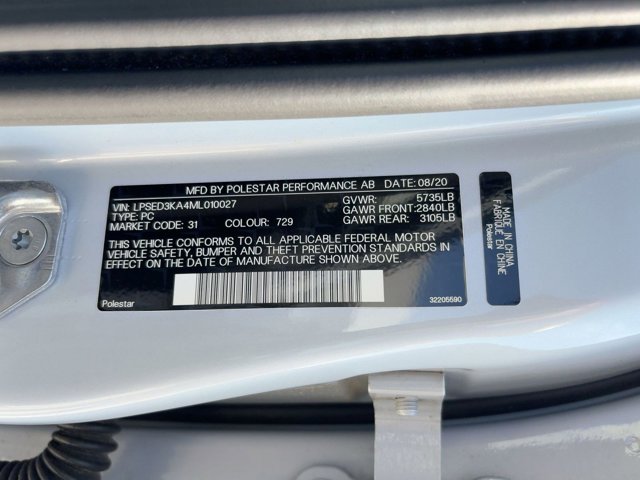 MFD BY POLESTAR PERFORMANCE AB DATE: 08/20
VIN: LPSED3KA4ML010027 GVWR: 5735LB
TYPE: PC GAWR FRONT: 2840LB
MARKET CODE: 31 COLOUR: 729 GAWR REAR: 3105LB
THIS VEHICLE CONFORMS TO ALL APPLICABLE FEDERAL MOTOR
VEHICLE SAFETY, BUMPER AND THEFT PREVENTION STANDARDS IN
EFFECT ON THE DATE OF MANUFACTURE SHOWN ABOVE.
Polestar 32205590
MADE IN CHINA
FABRIQUÉ EN CHINE
Polestar